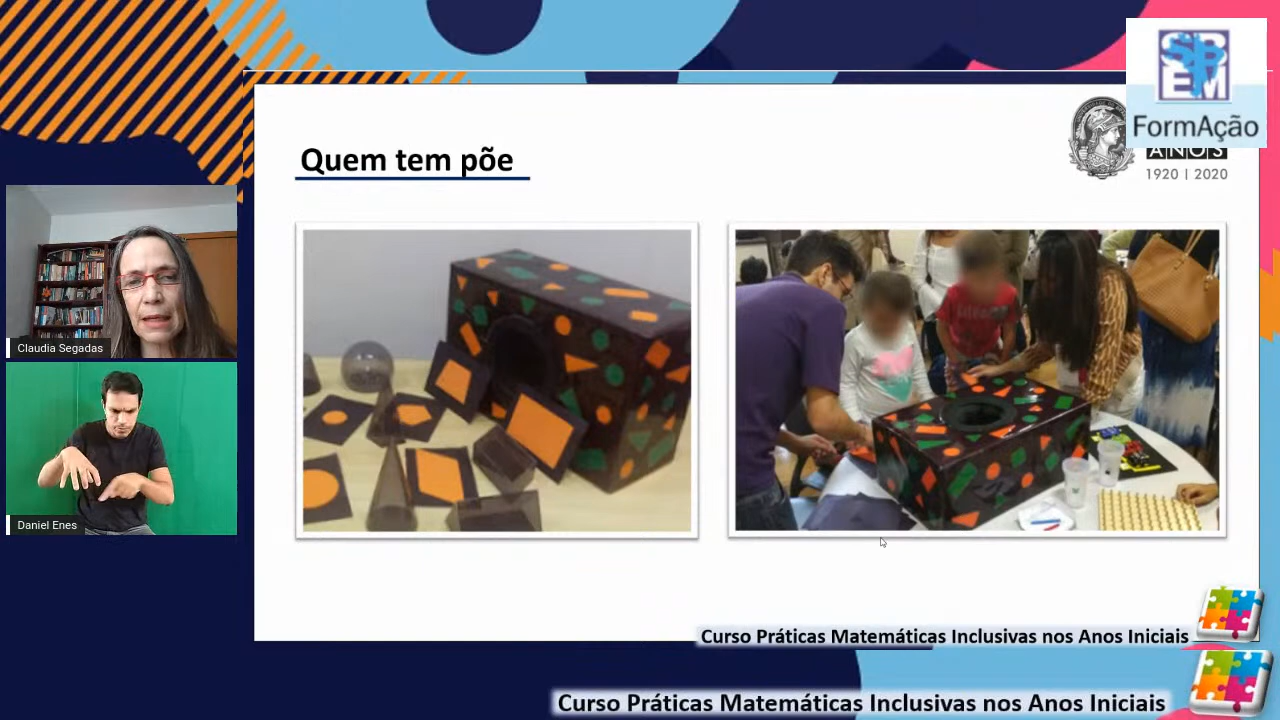 SBEM
FormAção
Quem tem põe
ANOS
1920 | 2020
Claudia Segadas
Daniel Enes
Curso Práticas Matemáticas Inclusivas nos Anos Iniciais
Curso Práticas Matemáticas Inclusivas nos Anos Iniciais